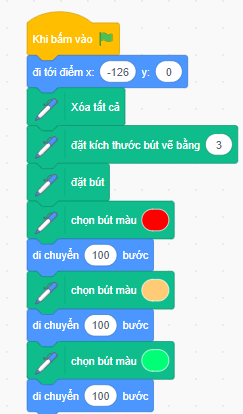 Khi bấm vào
đi tới điểm x: -126 y: 0
Xóa tất cả
đặt kích thước bút vẽ bằng 3
đặt bút
chọn bút màu
di chuyển 100 bước
chọn bút màu
di chuyển 100 bước
chọn bút màu
di chuyển 100 bước